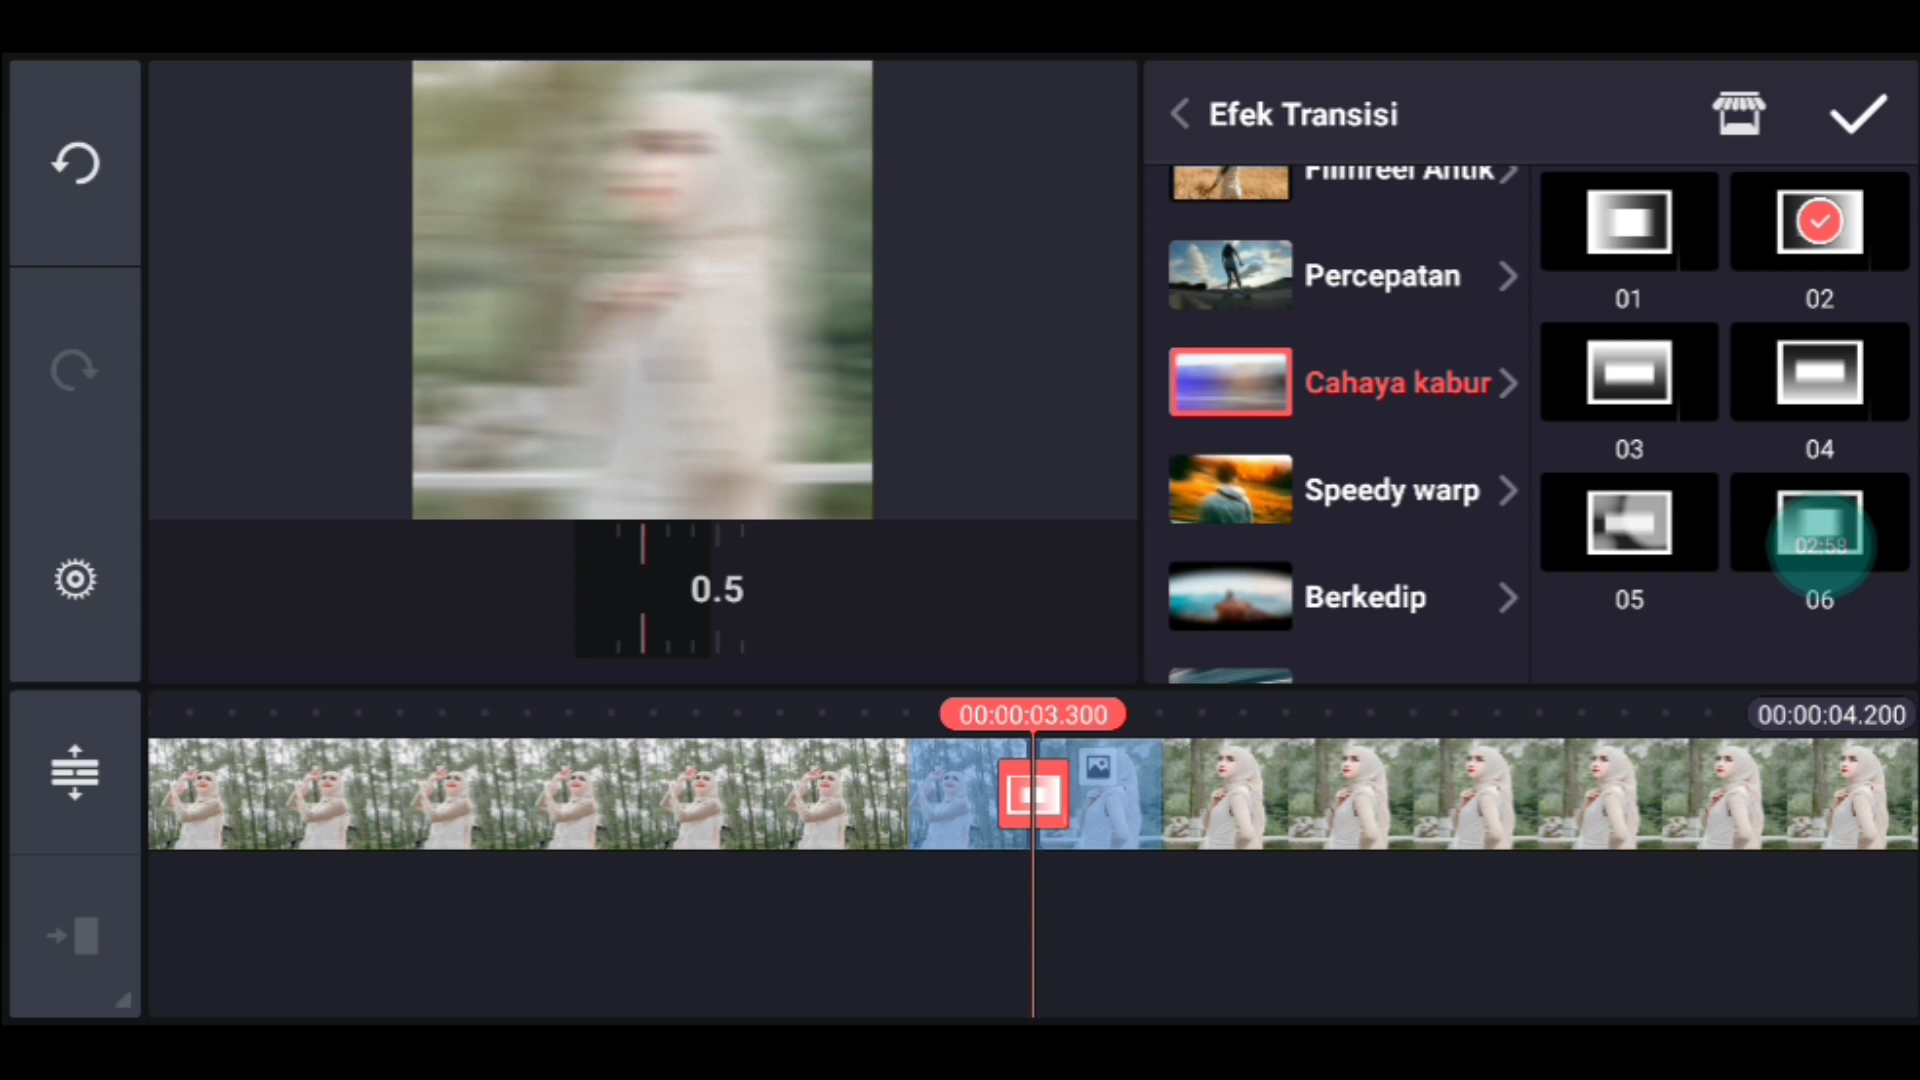 Efek Transisi
Filmreel Antik
Percepatan
Cahaya kabur
Speedy warp
Berkedip
01
02
03
04
05
02:58
06
0.5
00:00:03.300
00:00:04.200